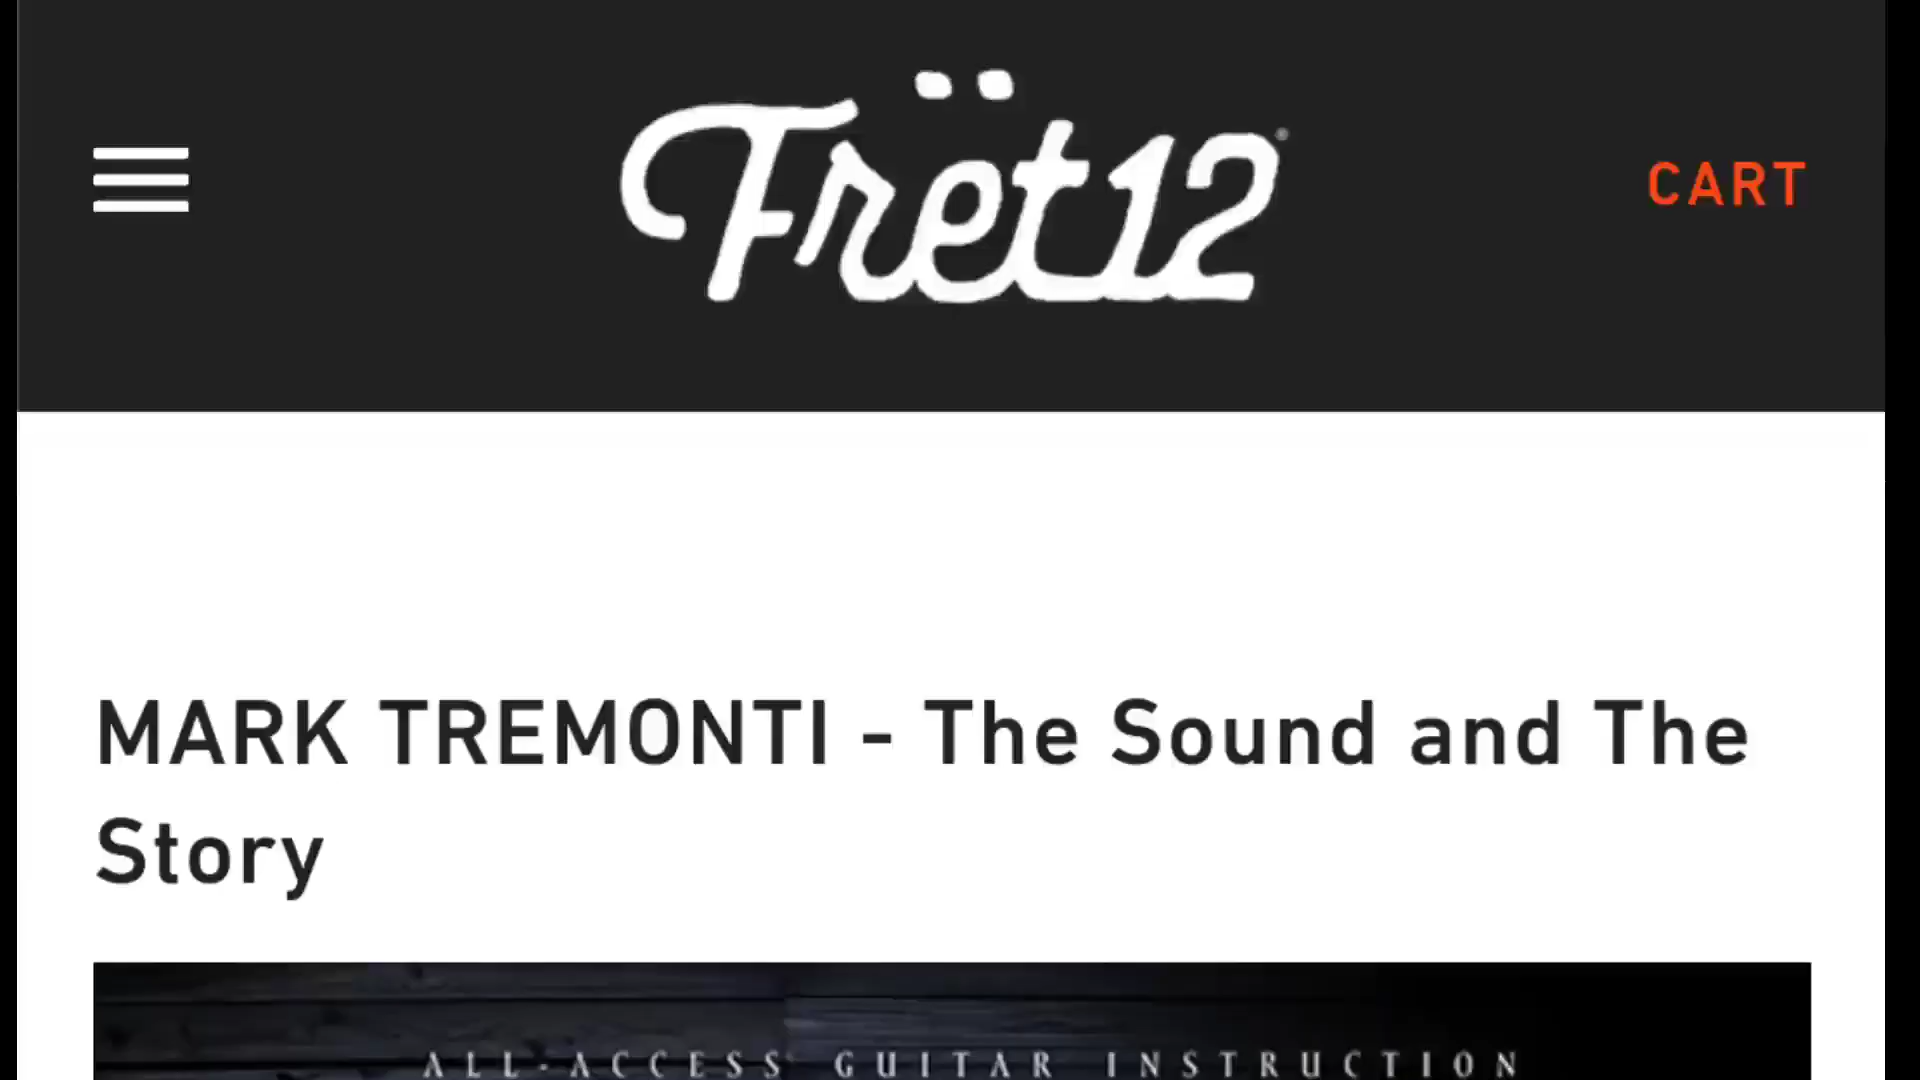 Frët12
CART
MARK TREMONTI - The Sound and The
Story
ALL-ACCESS GUITAR INSTRUCTION